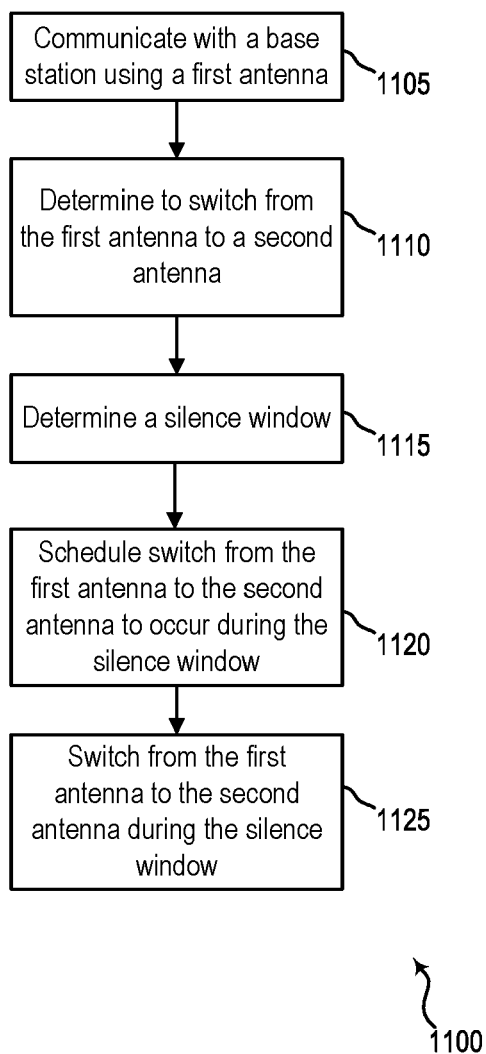 Communicate with a base
station using a first antenna
1105
Determine to switch from
the first antenna to a second
antenna
1110
Determine a silence window
1115
Schedule switch from the
first antenna to the second
antenna to occur during the
silence window
1120
Switch from the first
antenna to the second
antenna during the silence
window
1125
1100